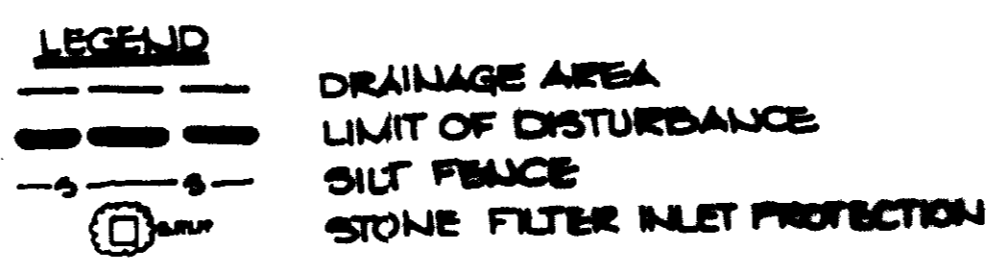 LEGEND
DRAINAGE AREA
LIMIT OF DISTURBANCE
S S SILT FENCE
STONE FILTER INLET PROTECTION